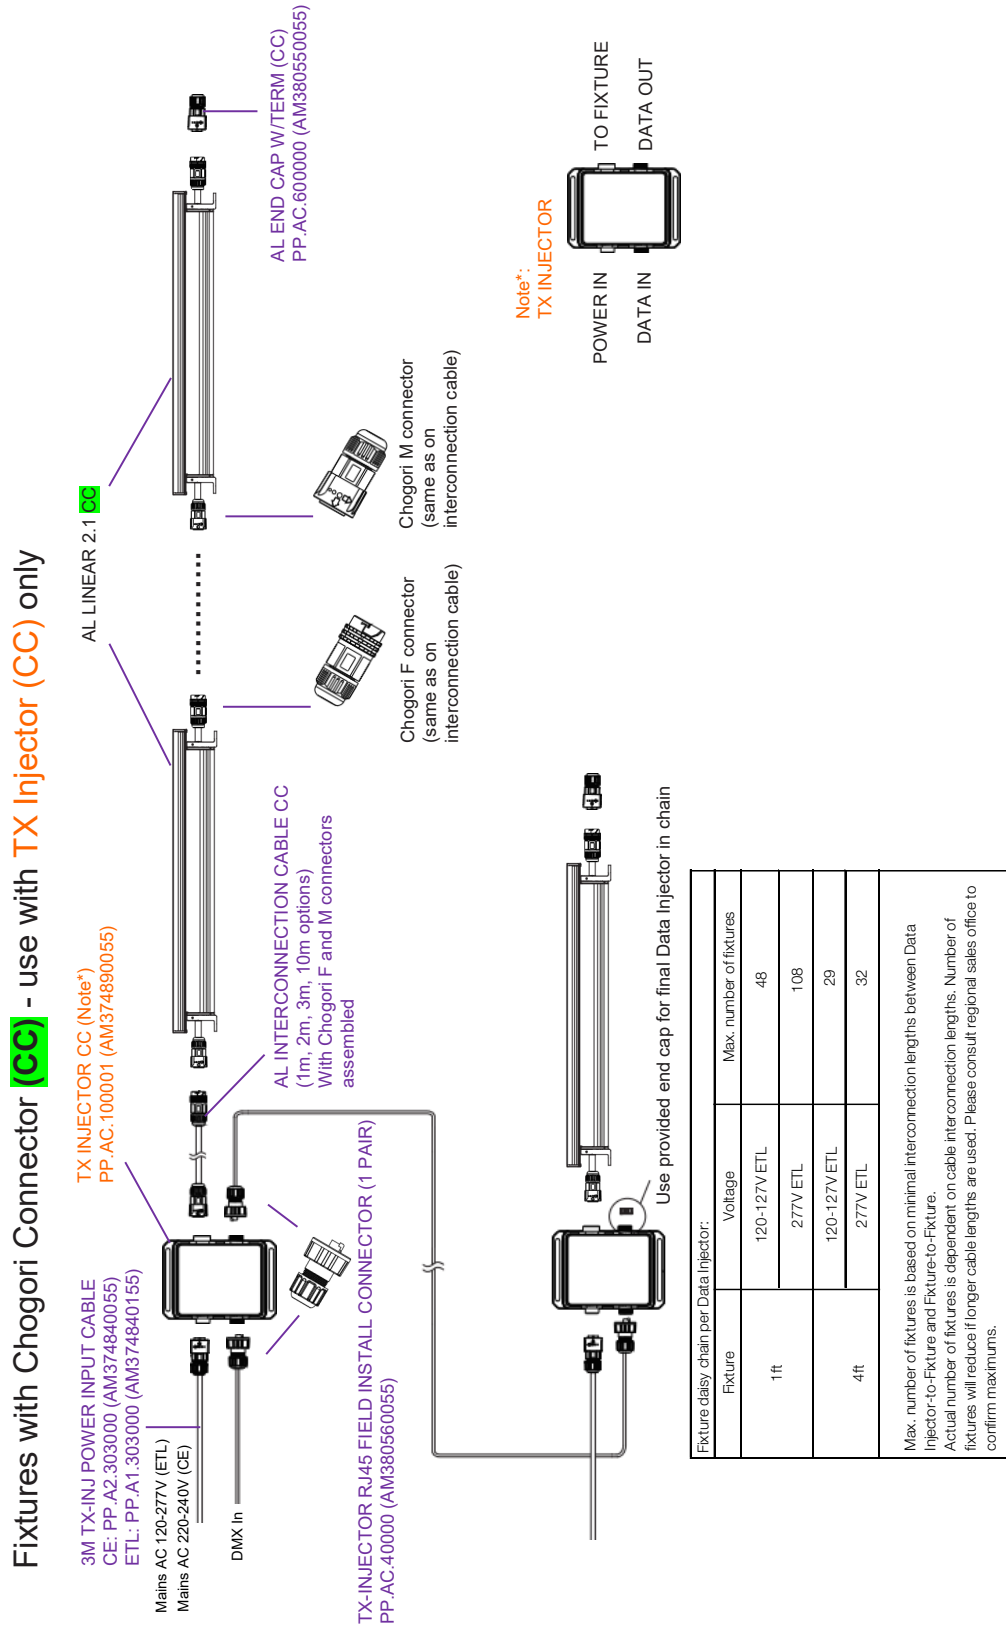 Fixtures with Chogori Connector (CC) - use with TX Injector (CC) only
3M TX-INJ POWER INPUT CABLE
CE: PP.A2.303000 (AM374840055)
ETL: PP.A1.303000 (AM374840155)
Mains AC 120-277V (ETL)
Mains AC 220-240V (CE)
DMX In
TX INJECTOR CC (Note*)
PP.AC.100001 (AM374890055)
AL LINEAR 2.1 CC
AL END CAP W/TERM (CC)
PP.AC.600000 (AM380550055)
AL INTERCONNECTION CABLE CC
(1m, 2m, 3m, 10m options)
With Chogori F and M connectors
assembled
TX-INJECTOR RJ45 FIELD INSTALL CONNECTOR (1 PAIR)
PP.AC.40000 (AM380560055)
Chogori F connector
(same as on
interconnection cable)
Chogori M connector
(same as on
interconnection cable)
Note*:
TX INJECTOR
POWER IN
TO FIXTURE
DATA IN
DATA OUT
Use provided end cap for final Data Injector in chain
Fixture daisy chain per Data Injector:
Fixture Voltage Max. number of fixtures
1ft 120-127V ETL 48
277V ETL 108
4ft 120-127V ETL 29
277V ETL 32
Max. number of fixtures is based on minimal interconnection lengths between Data
Injector-to-Fixture and Fixture-to-Fixture.
Actual number of fixtures is dependent on cable interconnection lengths. Number of
fixtures will reduce if longer cable lengths are used. Please consult regional sales office to
confirm maximums.